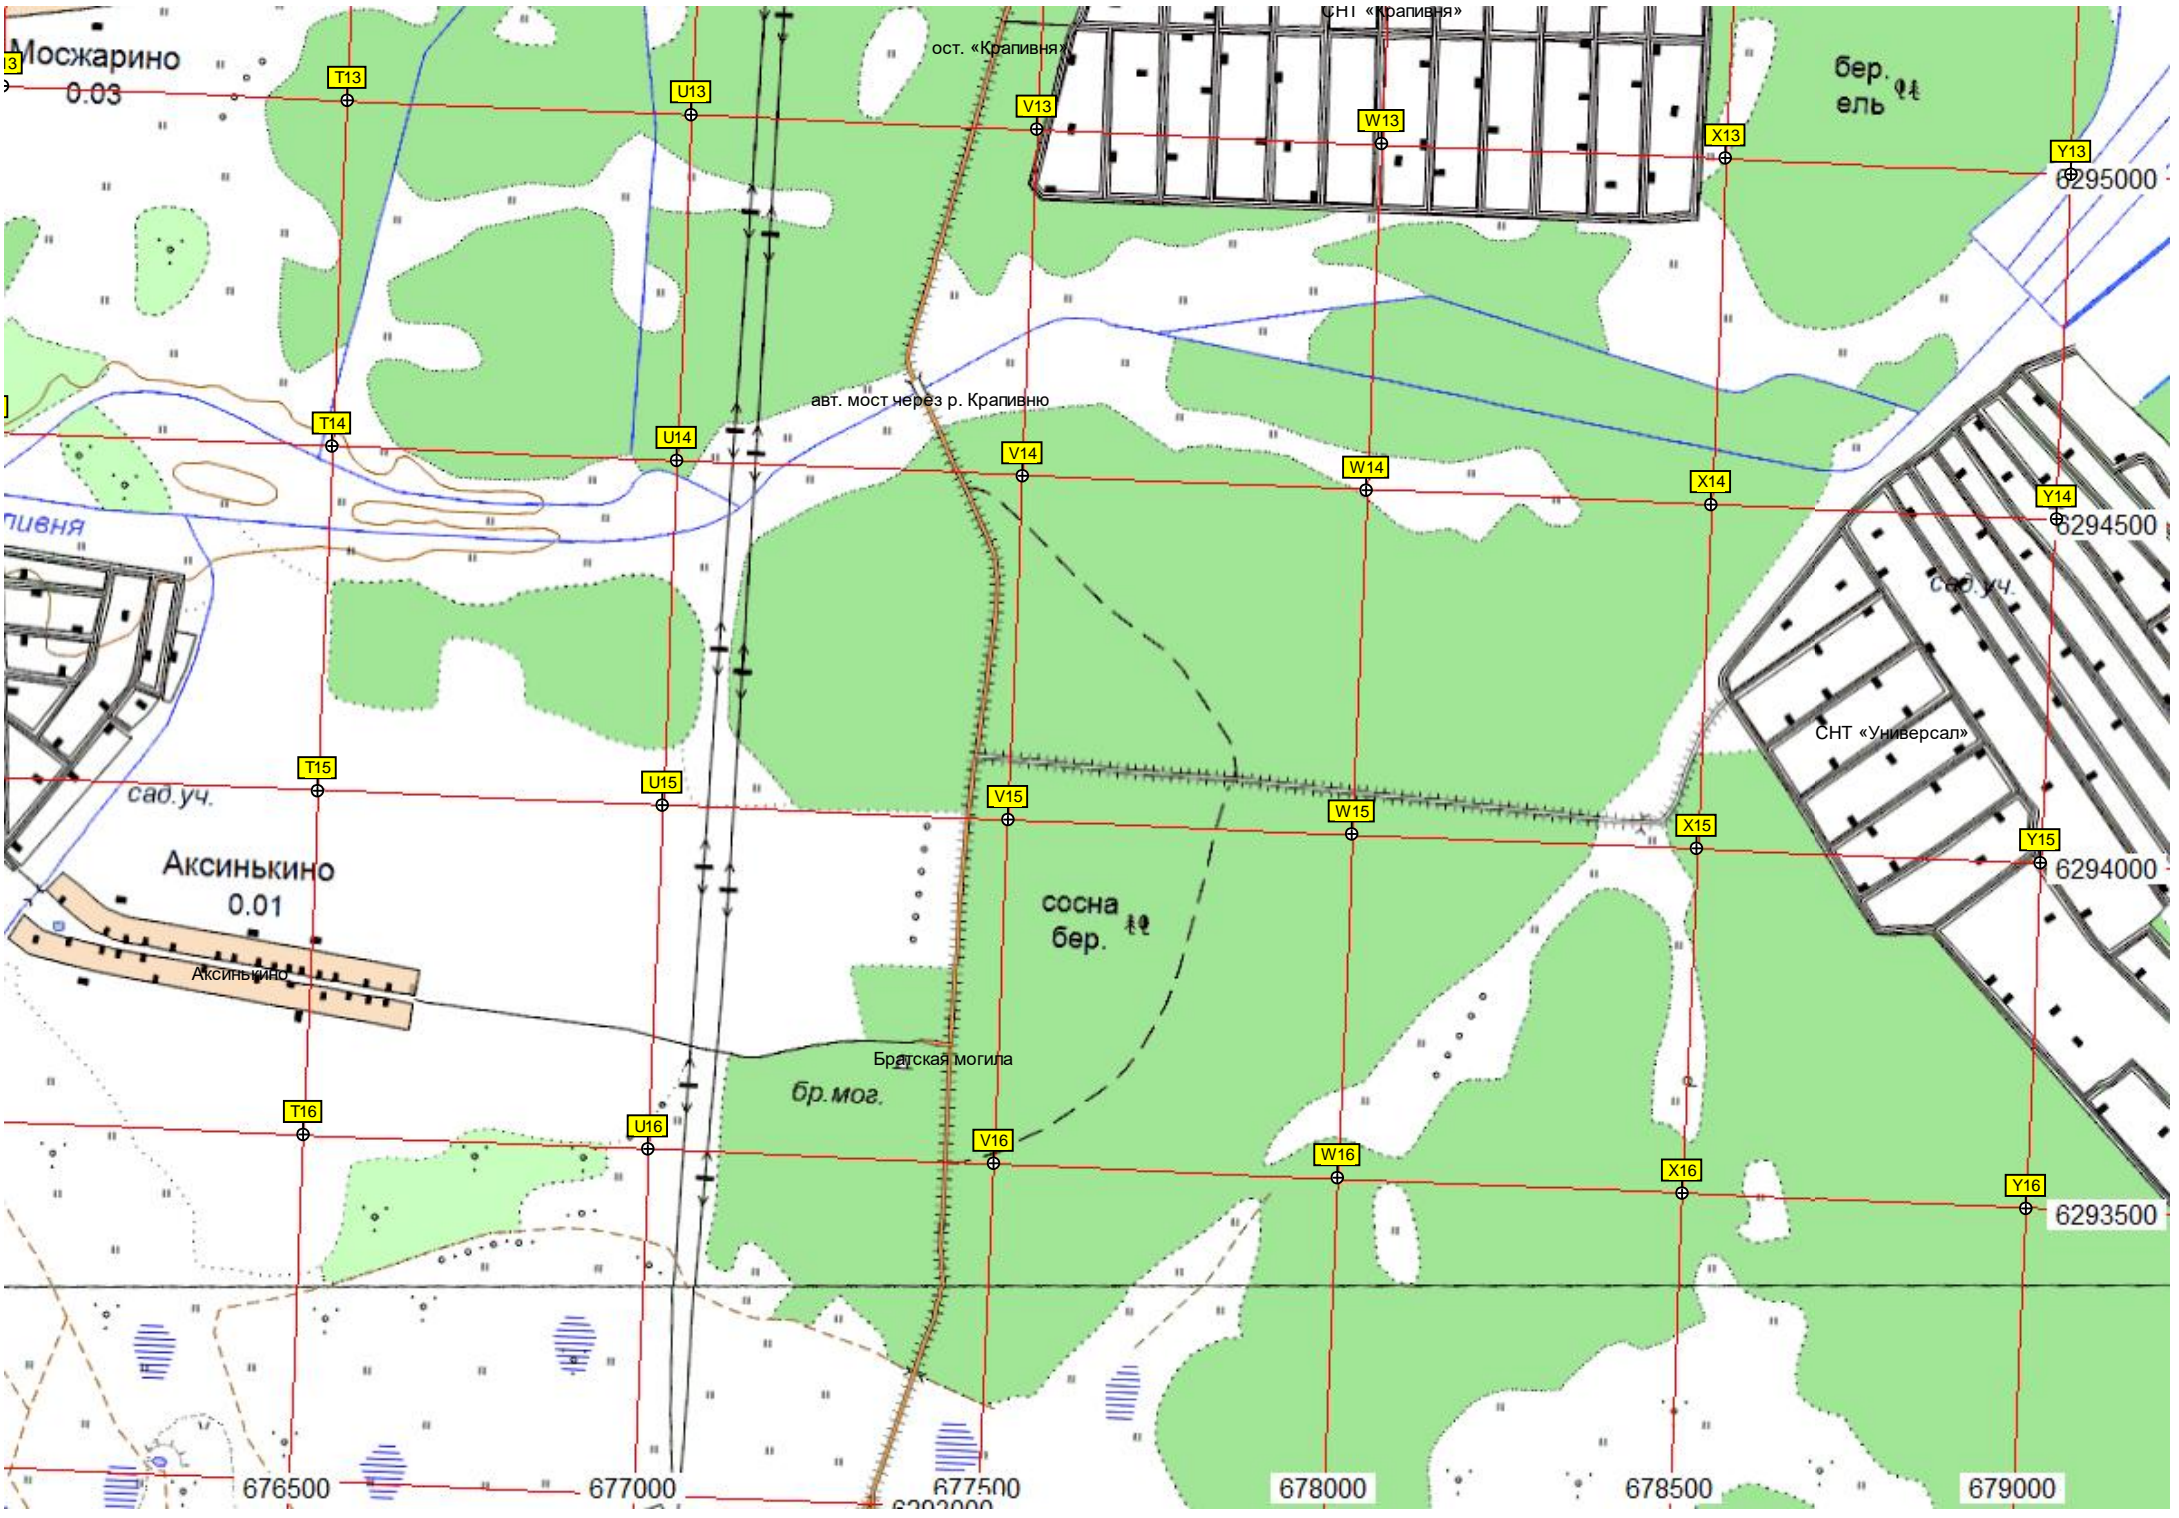 СНТ «Крапивня»
ост. «Крапивня»
Мосжарино
0.03
бер.
ель
13
T13
U13
V13
W13
X13
Y13
6295000
авт. мост через р. Крапивню
T14
U14
V14
W14
X14
Y14
6294500
пивня
сад.уч.
СНТ «Универсал»
T15
U15
V15
W15
X15
Y15
6294000
сад.уч.
Аксинькино
0.01
сосна
бер.
Аксинькино
Братская могила
бр.мог.
T16
U16
V16
W16
X16
Y16
6293500
676500
677000
677500
678000
678500
679000